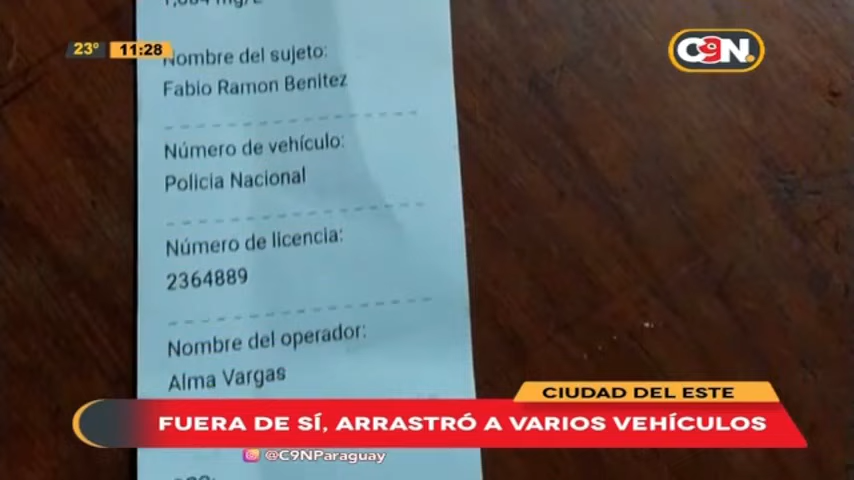 23º 11:28
C9N.
Nombre del sujeto:
Fabio Ramon Benitez
Número de vehículo:
Policia Nacional
Número de licencia:
2364889
Nombre del operador:
Alma Vargas
CIUDAD DEL ESTE
FUERA DE SÍ, ARRASTRÓ A VARIOS VEHÍCULOS
@C9NParaguay